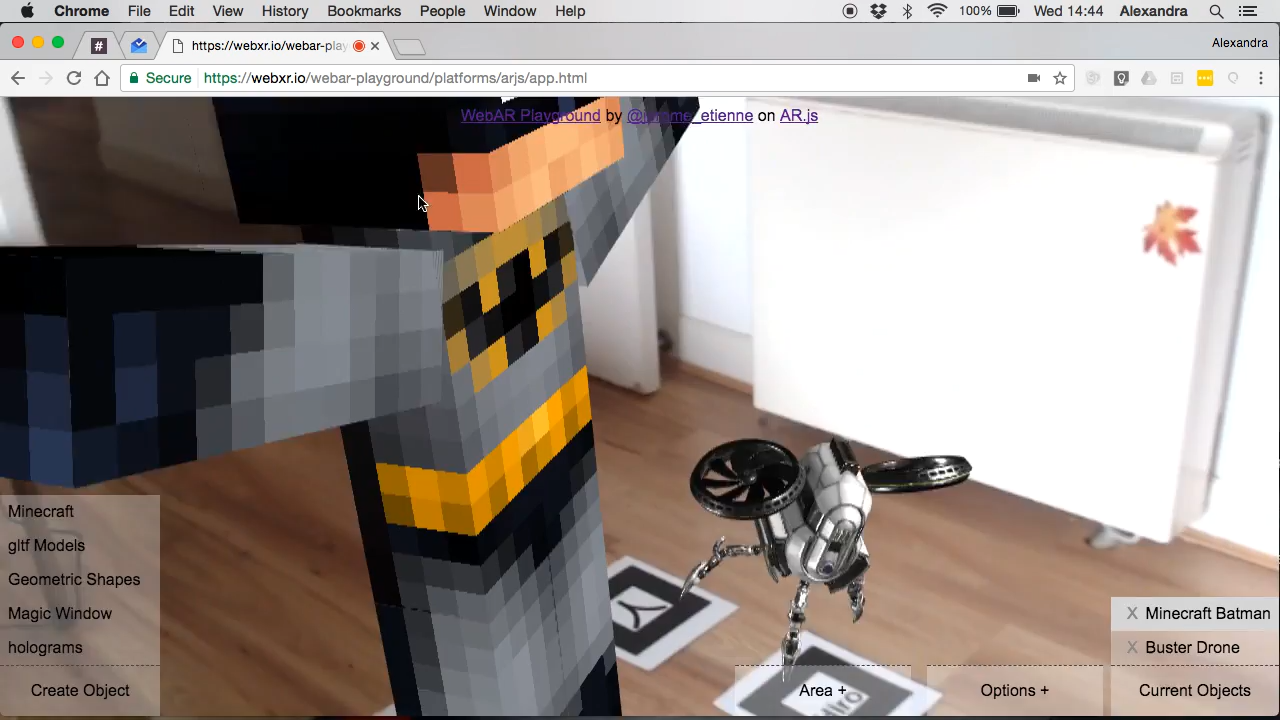 Chrome File Edit View History Bookmarks People Window Help 100% Wed 14:44 Alexandra
# https://webxr.io/webar-play Alexandra
Secure https://webxr.io/webar-playground/platforms/arjs/app.html
WebAR Playground by @jerome_etienne on AR.js
Minecraft
gltf Models
Geometric Shapes
Magic Window
holograms
Create Object
X Minecraft Batman
X Buster Drone
Area + Options + Current Objects
Hiro